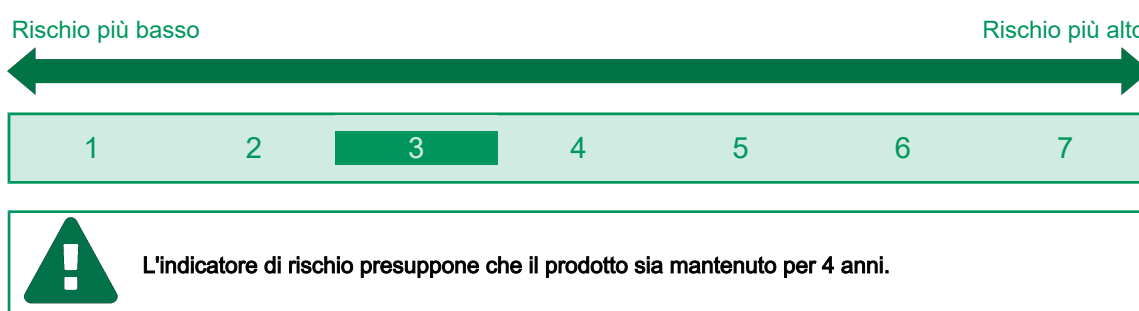 Rischio più basso Rischio più alto
1 2 3 4 5 6 7
L'indicatore di rischio presuppone che il prodotto sia mantenuto per 4 anni.